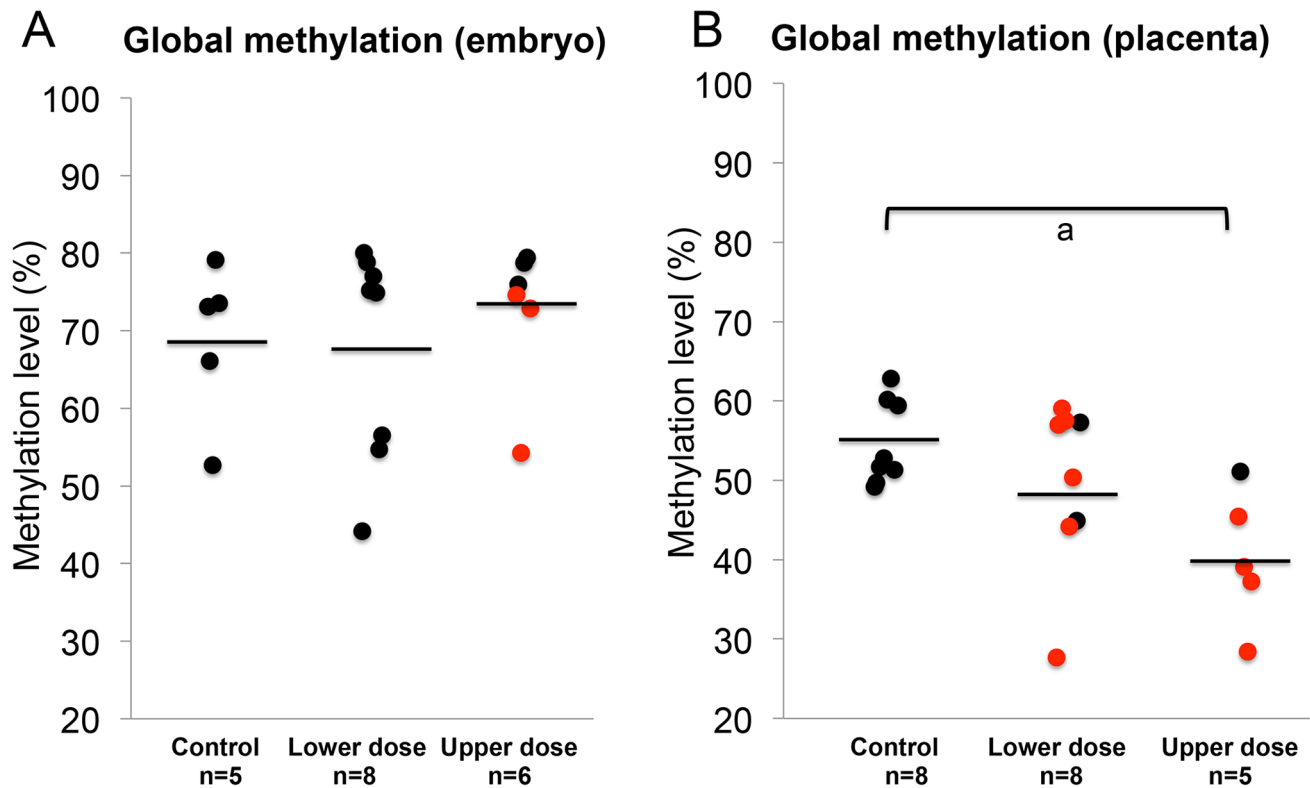 A
Global methylation (embryo)
Methylation level (%)
100
90
80
70
60
50
40
30
20
Control
n=5
Lower dose
n=8
Upper dose
n=6
B
Global methylation (placenta)
Methylation level (%)
100
90
80
70
60
50
40
30
20
a
Control
n=8
Lower dose
n=8
Upper dose
n=5